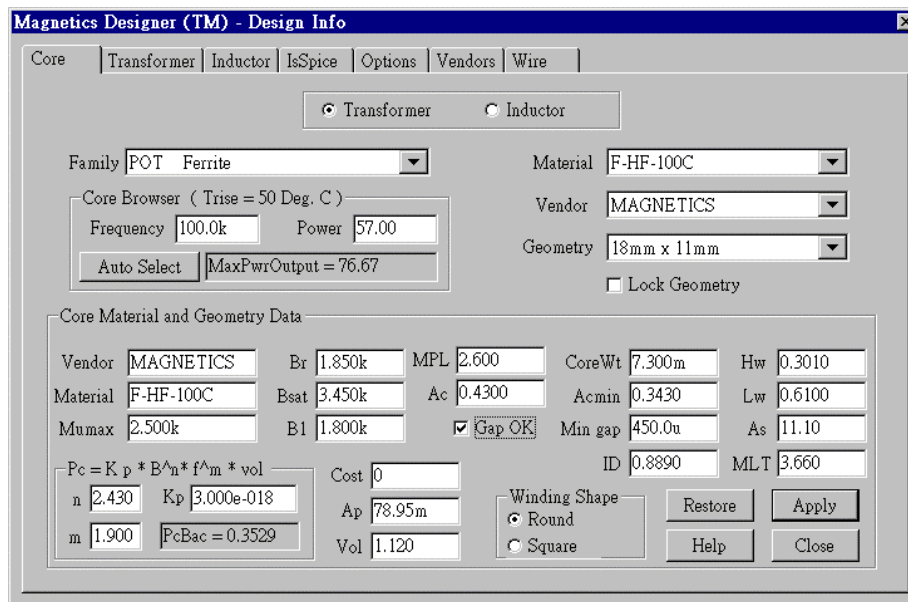 Magnetics Designer (TM) - Design Info
Core Transformer Inductor IsSpice Options Vendors Wire
Transformer Inductor
Family POT Ferrite Material F-HF-100C
Core Browser ( Trise = 50 Deg. C )
Vendor MAGNETICS
Frequency 100.0k Power 57.00
Geometry 18mm x 11mm
Auto Select MaxPwrOutput = 76.67
Lock Geometry
Core Material and Geometry Data
Vendor MAGNETICS Br 1.850k MPL 2.600 CoreWt 7.300m Hw 0.3010
Material F-HF-100C Bsat 3.450k Ac 0.4300 Acmin 0.3430 Lw 0.6100
Mumax 2.500k B1 1.800k Gap OK Min gap 450.0u As 11.10
ID 0.8890 MLT 3.660
Pc = K p * B^n* f^m * vol
Cost 0
n 2.430 Kp 3.000e-018
Winding Shape
Restore Apply
Ap 78.95m
Round
m 1.900 PcBac = 0.3529
Vol 1.120
Square
Help Close